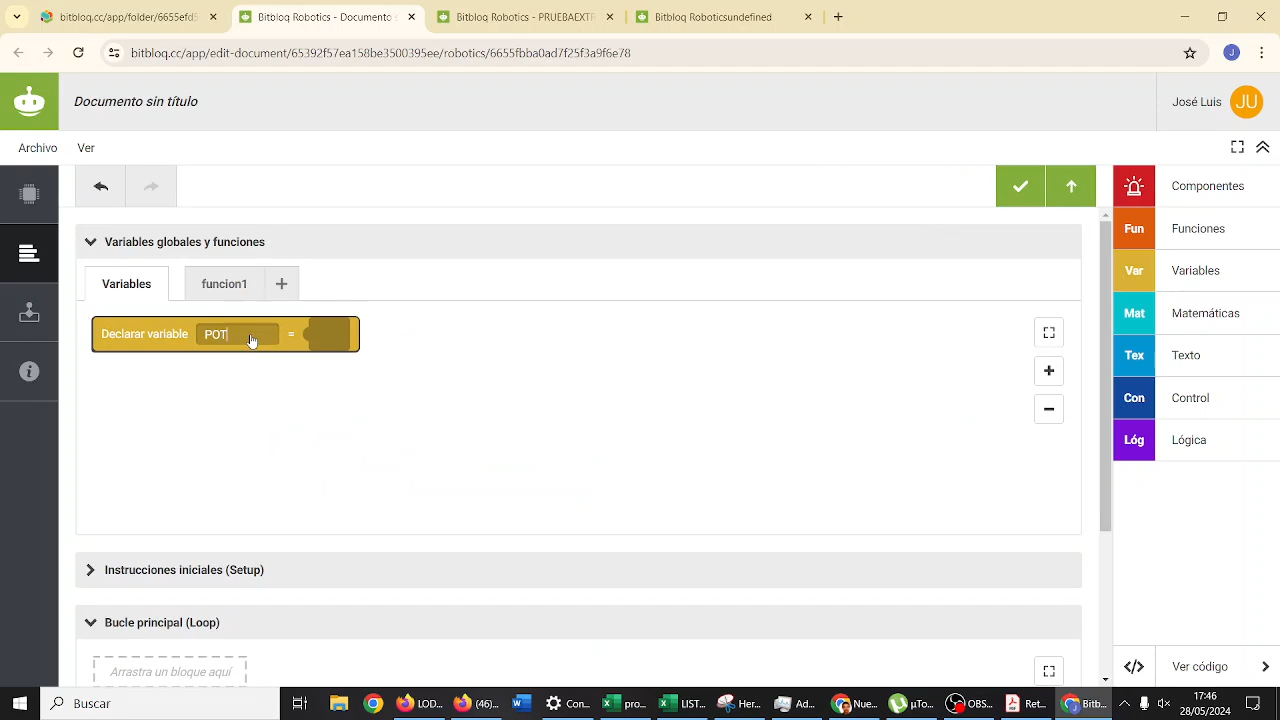 bitbloq.cc/app/folder/6655efd5
Bitbloq Robotics - Documento s
Bitbloq Robotics - PRUEBAEXTR
Bitbloq Roboticsundefined
bitbloq.cc/app/edit-document/65392f57ea158be3500395ee/robotics/6655fbba0ad7f25f3a9f6e78
J
Documento sin título
José Luis
JU
Archivo
Ver
Componentes
Variables globales y funciones
Fun
Funciones
Var
Variables
Variables
funcion1
Declarar variable
POT
=
Mat
Matemáticas
Tex
Texto
Con
Control
Lóg
Lógica
Instrucciones iniciales (Setup)
Bucle principal (Loop)
Arrastra un bloque aquí
</>
Ver código
Buscar
LDD...
(46)...
Con...
pro...
LIST...
Her...
Adm...
Nue...
µTo...
OBS...
Ret...
Bitb...
17:46
28/05/2024